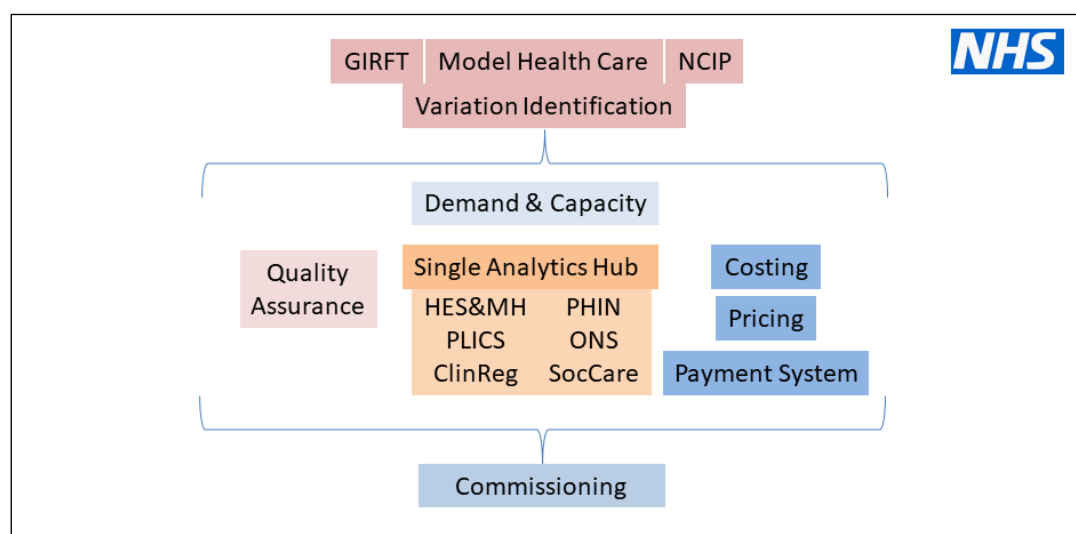 GIRFT Model Health Care NCIP
NHS
Variation Identification
Demand & Capacity
Quality
Assurance
Single Analytics Hub
HES&MH PHIN
PLICS ONS
ClinReg SocCare
Costing
Pricing
Payment System
Commissioning